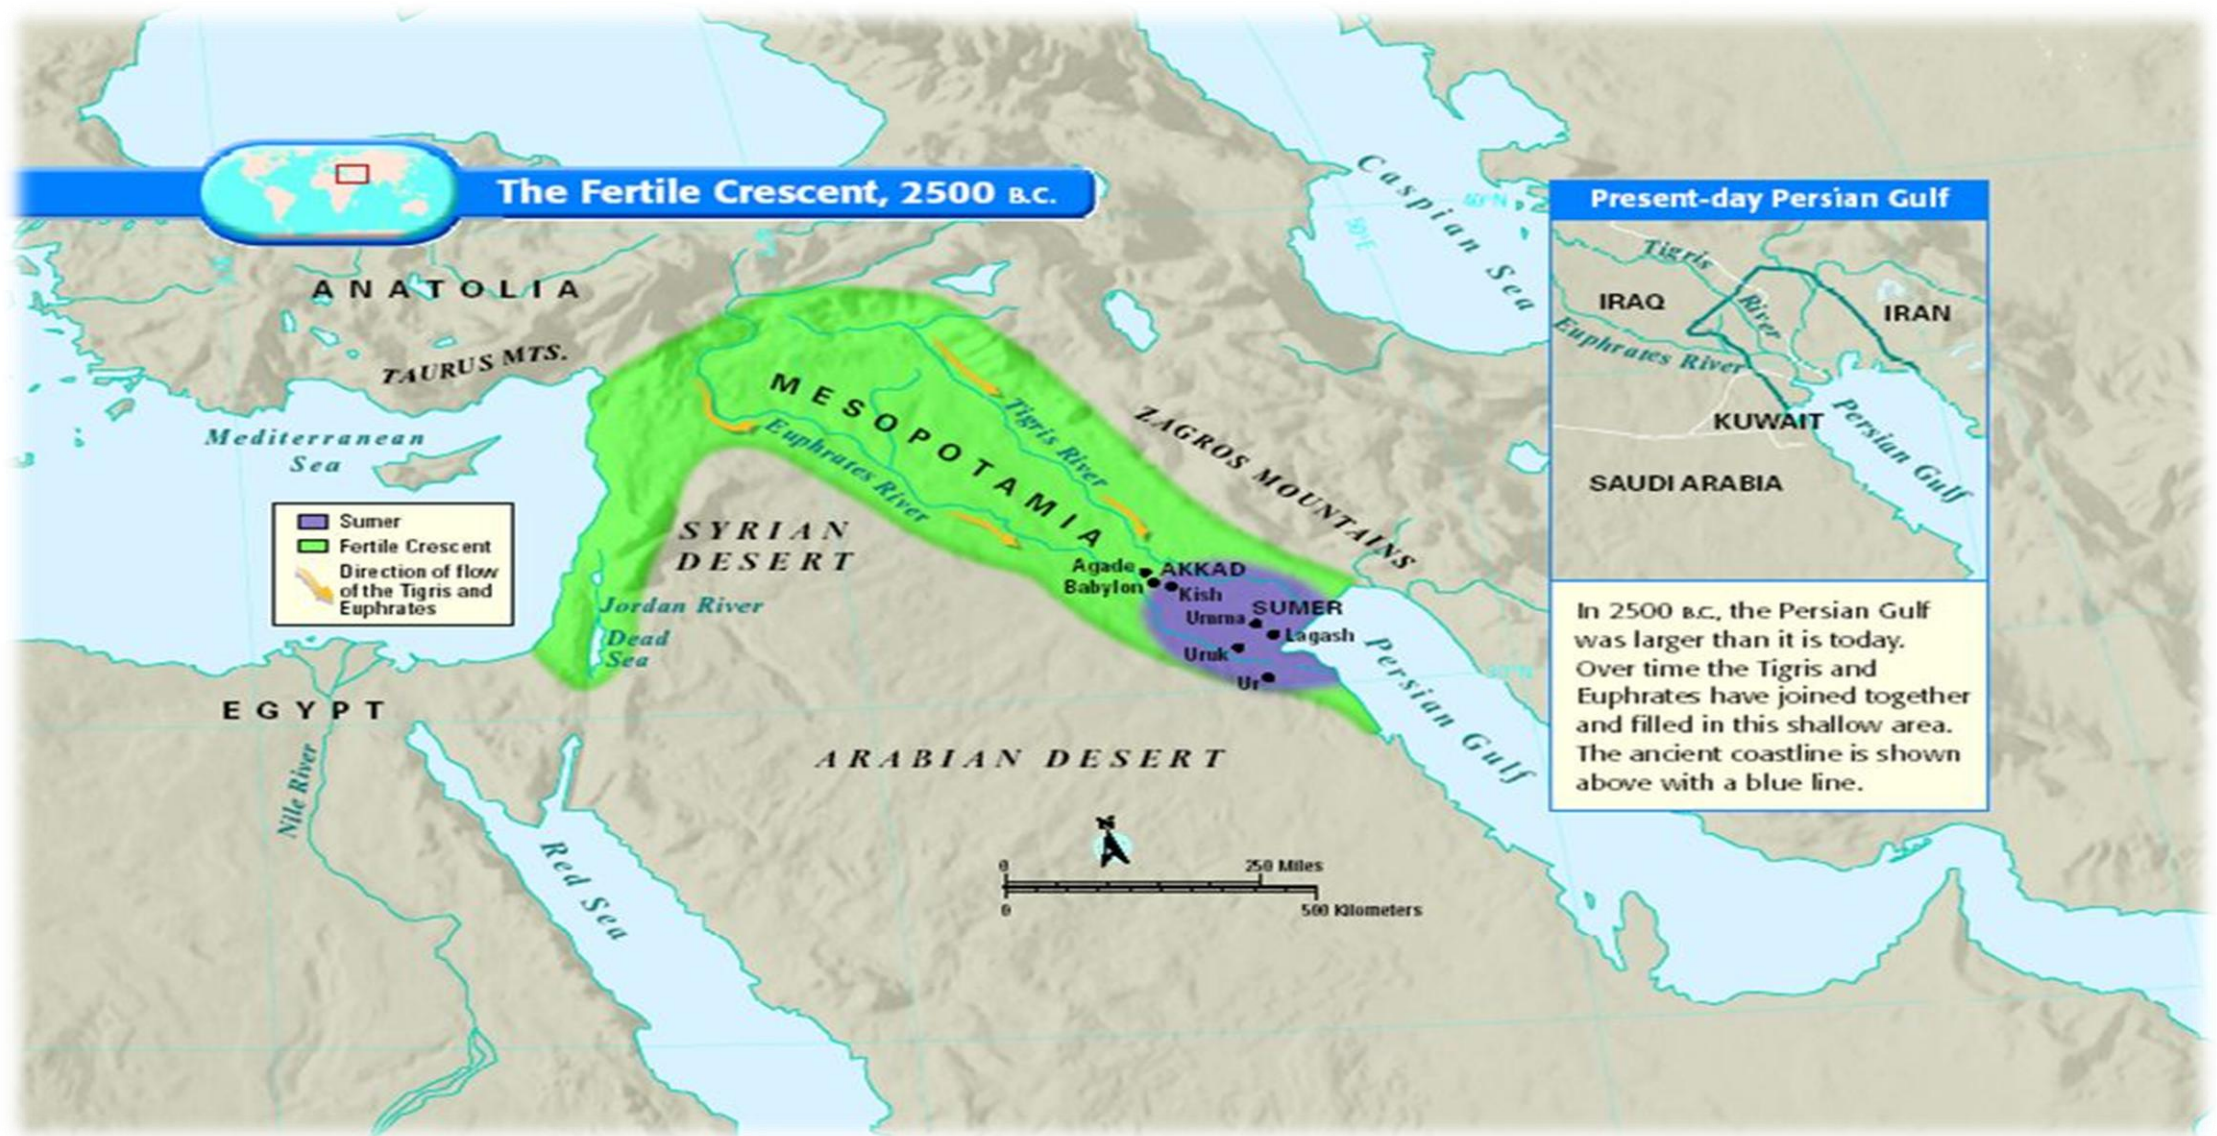 The Fertile Crescent, 2500 B.C.
Caspian Sea
40°N
50°E
ANATOLIA
TAURUS MTS.
Mediterranean
Sea
MESOPOTAMIA
Tigris River
Euphrates River
ZAGROS MOUNTAINS
SYRIAN
DESERT
Sumer
Fertile Crescent
Direction of flow
of the Tigris and
Euphrates
Jordan River
Dead
Sea
Agade
AKKAD
Babylon
Kish
SUMER
Umma
Lagash
Uruk
Ur
Persian Gulf
EGYPT
Nile River
Red Sea
ARABIAN DESERT
N
0 250 Miles
0 500 Kilometers
Present-day Persian Gulf
Tigris
River
IRAQ
IRAN
Euphrates River
KUWAIT
Persian Gulf
SAUDI ARABIA
In 2500 B.C., the Persian Gulf
was larger than it is today.
Over time the Tigris and
Euphrates have joined together
and filled in this shallow area.
The ancient coastline is shown
above with a blue line.